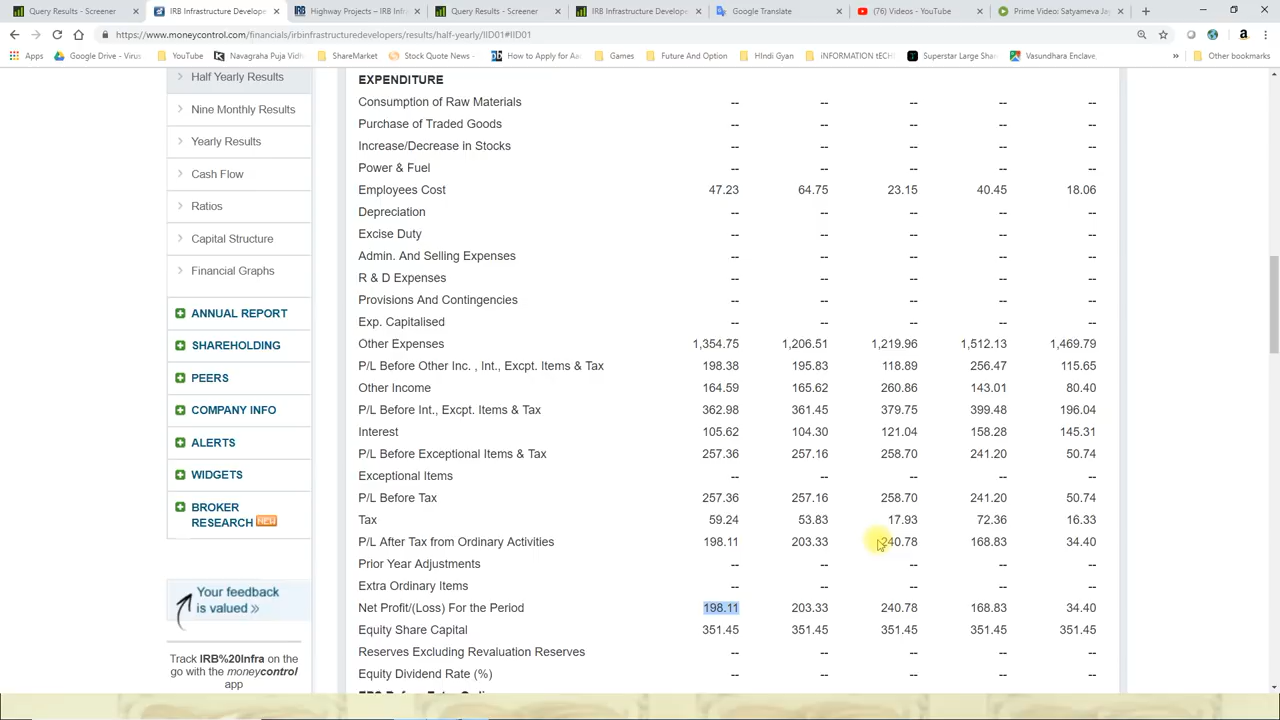 Query Results - Screener
IRB Infrastructure Develope
Highway Projects – IRB Infr
Query Results - Screener
IRB Infrastructure Develope
Google Translate
(76) Videos - YouTube
Prime Video: Satyameva Jay
https://www.moneycontrol.com/financials/irbinfrastructuredevelopers/results/half-yearly/IID01#IID01
Apps
Google Drive - Virus
YouTube
Navagraha Puja Vidh
ShareMarket
Stock Quote News -
How to Apply for Aad
Games
Future And Option
HIndi Gyan
iNFORMATION tECH
Superstar Large Shar
Vasundhara Enclave,
»
Other bookmarks
Half Yearly Results
Nine Monthly Results
Yearly Results
Cash Flow
Ratios
Capital Structure
Financial Graphs
ANNUAL REPORT
SHAREHOLDING
PEERS
COMPANY INFO
ALERTS
WIDGETS
BROKER
RESEARCH NEW
Your feedback
is valued »
Track IRB%20Infra on the
go with the moneycontrol
app
EXPENDITURE
Consumption of Raw Materials -- -- -- -- --
Purchase of Traded Goods -- -- -- -- --
Increase/Decrease in Stocks -- -- -- -- --
Power & Fuel -- -- -- -- --
Employees Cost 47.23 64.75 23.15 40.45 18.06
Depreciation -- -- -- -- --
Excise Duty -- -- -- -- --
Admin. And Selling Expenses -- -- -- -- --
R & D Expenses -- -- -- -- --
Provisions And Contingencies -- -- -- -- --
Exp. Capitalised -- -- -- -- --
Other Expenses 1,354.75 1,206.51 1,219.96 1,512.13 1,469.79
P/L Before Other Inc. , Int., Excpt. Items & Tax 198.38 195.83 118.89 256.47 115.65
Other Income 164.59 165.62 260.86 143.01 80.40
P/L Before Int., Excpt. Items & Tax 362.98 361.45 379.75 399.48 196.04
Interest 105.62 104.30 121.04 158.28 145.31
P/L Before Exceptional Items & Tax 257.36 257.16 258.70 241.20 50.74
Exceptional Items -- -- -- -- --
P/L Before Tax 257.36 257.16 258.70 241.20 50.74
Tax 59.24 53.83 17.93 72.36 16.33
P/L After Tax from Ordinary Activities 198.11 203.33 240.78 168.83 34.40
Prior Year Adjustments -- -- -- -- --
Extra Ordinary Items -- -- -- -- --
Net Profit/(Loss) For the Period 198.11 203.33 240.78 168.83 34.40
Equity Share Capital 351.45 351.45 351.45 351.45 351.45
Reserves Excluding Revaluation Reserves -- -- -- -- --
Equity Dividend Rate (%) -- -- -- -- --